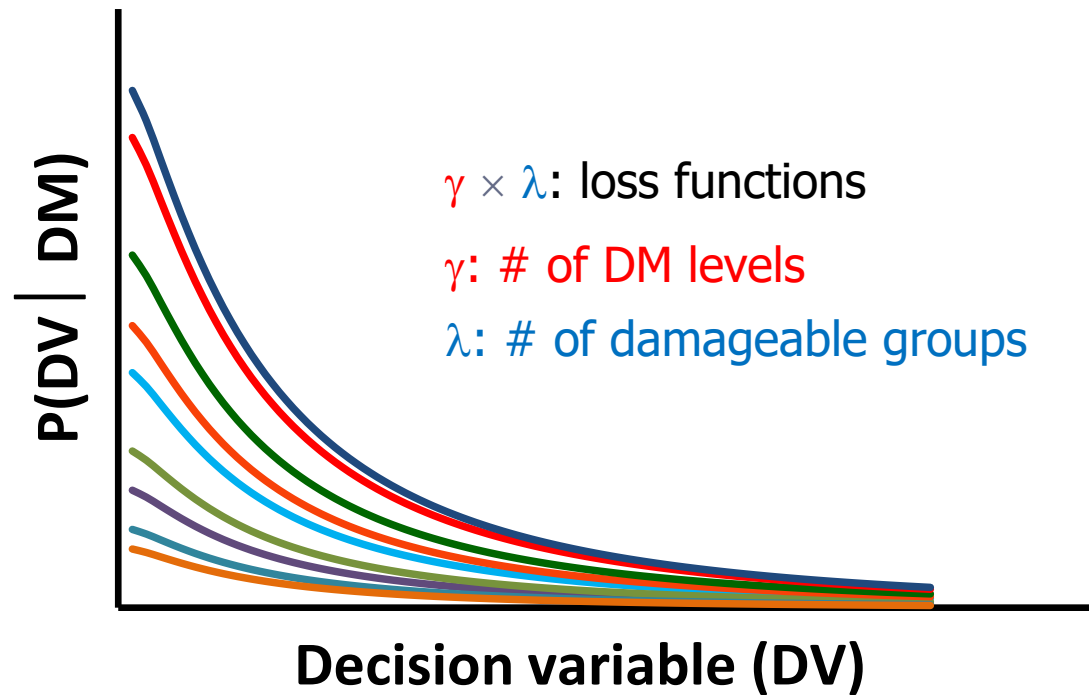 P(DV | DM)
γ × λ: loss functions
γ: # of DM levels
λ: # of damageable groups
Decision variable (DV)